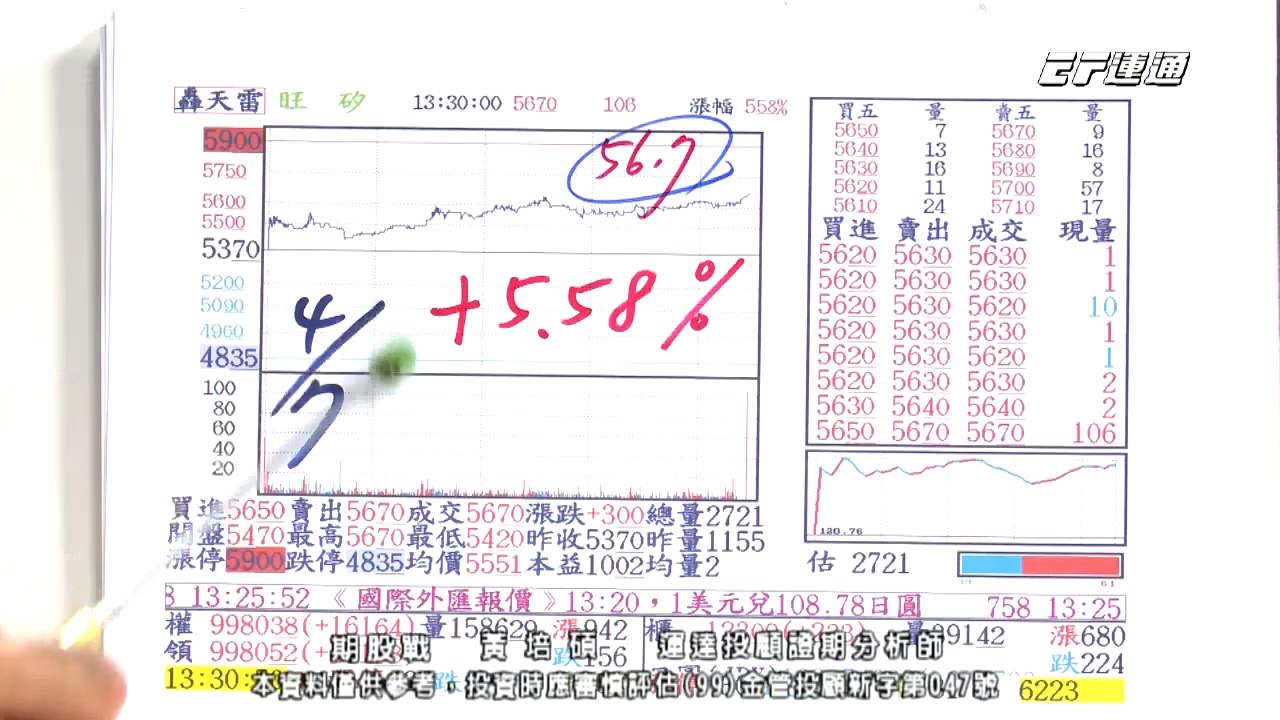 CT運通
轟天雷 旺 矽 13:30:00 5670 106 漲幅 558%
5900
5750
5600
5500
5370
5200
5090
4960
4835
100
80
60
40
20
56.7
+5.58%
4/7
買五 量 賣五 量
5650 7 5670 9
5640 13 5680 16
5630 16 5690 8
5620 11 5700 57
5610 24 5710 17
買進 賣出 成交 現量
5620 5630 5630 1
5620 5630 5630 1
5620 5630 5620 10
5620 5630 5630 1
5620 5630 5620 1
5620 5630 5630 2
5630 5640 5640 2
5650 5670 5670 106
120.76
估 2721
19 61
買進5650賣出5670成交5670漲跌+300總量2721
開盤5470最高5670最低5420昨收5370昨量1155
漲停5900跌停4835均價5551本益1002均量2
8 13:25:52 《國際外匯報價》13:20，1美元兌108.78日圓 758 13:25
權 998038(+16164)量158629 漲942 櫃 漲680
領 998052 跌156 跌224
期股戰 黃培碩 運達投顧證期分析師
本資料僅供參考，投資時應審慎評估(99)金管投顧新字第047號
6223